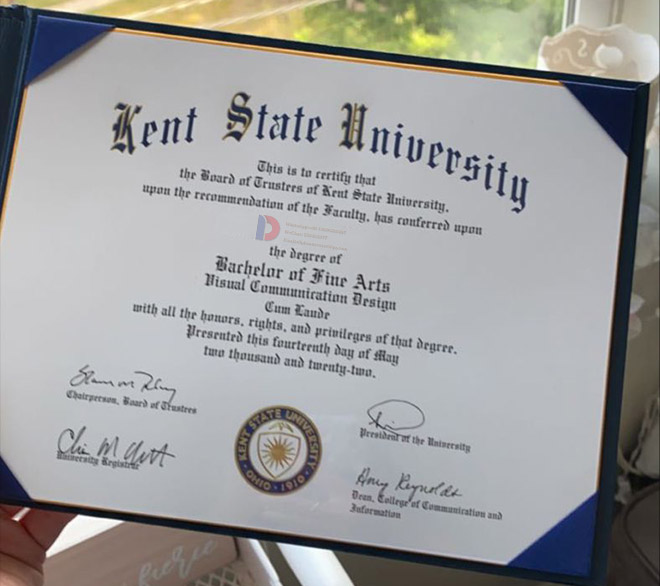 Kent State University
This is to certify that
the Board of Trustees of Kent State University,
upon the recommendation of the Faculty, has conferred upon
the degree of
Bachelor of Fine Arts
Visual Communication Design
Cum Laude
with all the honors, rights, and privileges of that degree.
Presented this fourteenth day of May
two thousand and twenty-two.
Chairperson, Board of Trustees
President of the University
University Registrar
KENT STATE UNIVERSITY
OHIO · 1910
Amy Reynolds
Dean, College of Communication and
Information